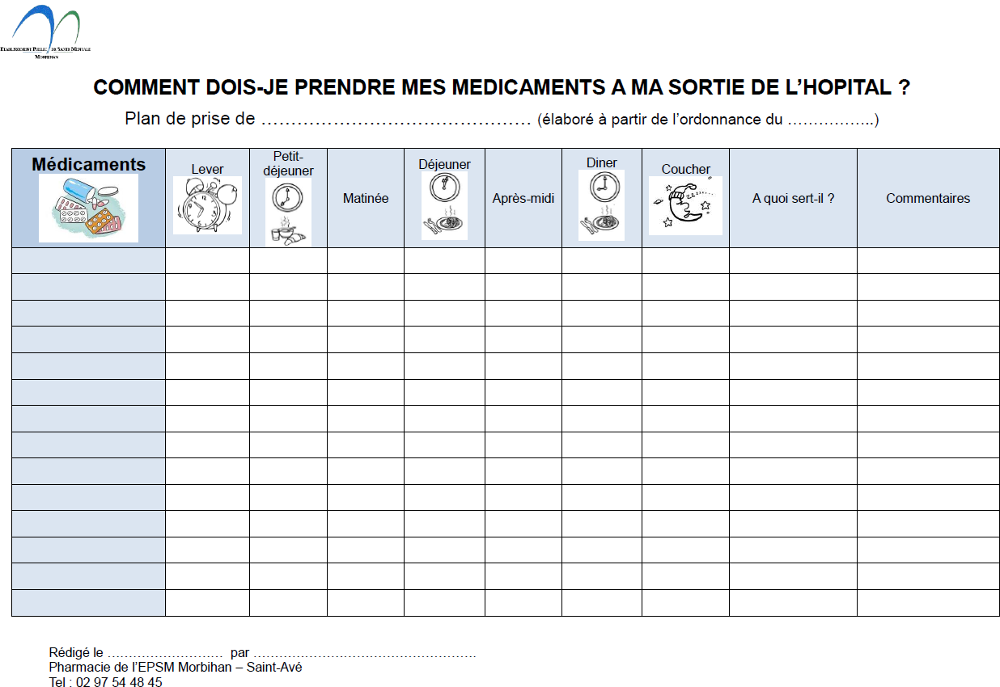 ETABLISSEMENT PUBLIC DE SANTE MENTALE
MORBIHAN
COMMENT DOIS-JE PRENDRE MES MEDICAMENTS A MA SORTIE DE L’HOPITAL ?
Plan de prise de ……………………………………… (élaboré à partir de l’ordonnance du ……………..)
Médicaments
Lever
Petit-
déjeuner
Matinée
Déjeuner
Après-midi
Diner
Coucher
A quoi sert-il ?
Commentaires
Rédigé le ……………………… par …………………………………………….
Pharmacie de l’EPSM Morbihan – Saint-Avé
Tel : 02 97 54 48 45